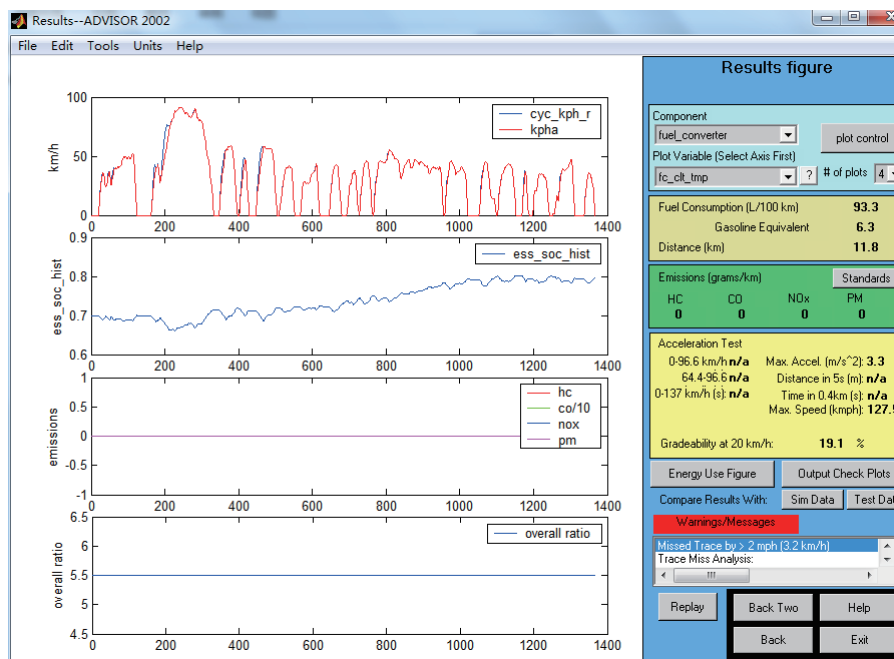 Results--ADVISOR 2002
File Edit Tools Units Help
100
50
0
km/h
cyc_kph_r
kpha
0 200 400 600 800 1000 1200 1400
0.9
0.8
0.7
0.6
ess_soc_hist
ess_soc_hist
0 200 400 600 800 1000 1200 1400
1
0.5
0
-0.5
-1
emissions
hc
co/10
nox
pm
0 200 400 600 800 1000 1200 1400
6.5
6
5.5
5
4.5
overall ratio
overall ratio
0 200 400 600 800 1000 1200 1400
Results figure
Component
fuel_converter
plot control
Plot Variable (Select Axis First)
fc_clt_tmp ? # of plots 4
Fuel Consumption (L/100 km) 93.3
Gasoline Equivalent 6.3
Distance (km) 11.8
Emissions (grams/km) Standards
HC CO NOx PM
0 0 0 0
Acceleration Test
0-96.6 km/h n/a Max. Accel. (m/s^2): 3.3
64.4-96.6 n/a Distance in 5s (m): n/a
0-137 km/h (s): n/a Time in 0.4km (s): n/a
Max. Speed (kmph): 127.5
Gradeability at 20 km/h: 19.1 %
Energy Use Figure Output Check Plots
Compare Results With: Sim Data Test Dat
Warnings/Messages
Missed Trace by > 2 mph (3.2 km/h)
Trace Miss Analysis:
Replay Back Two Help
Back Exit